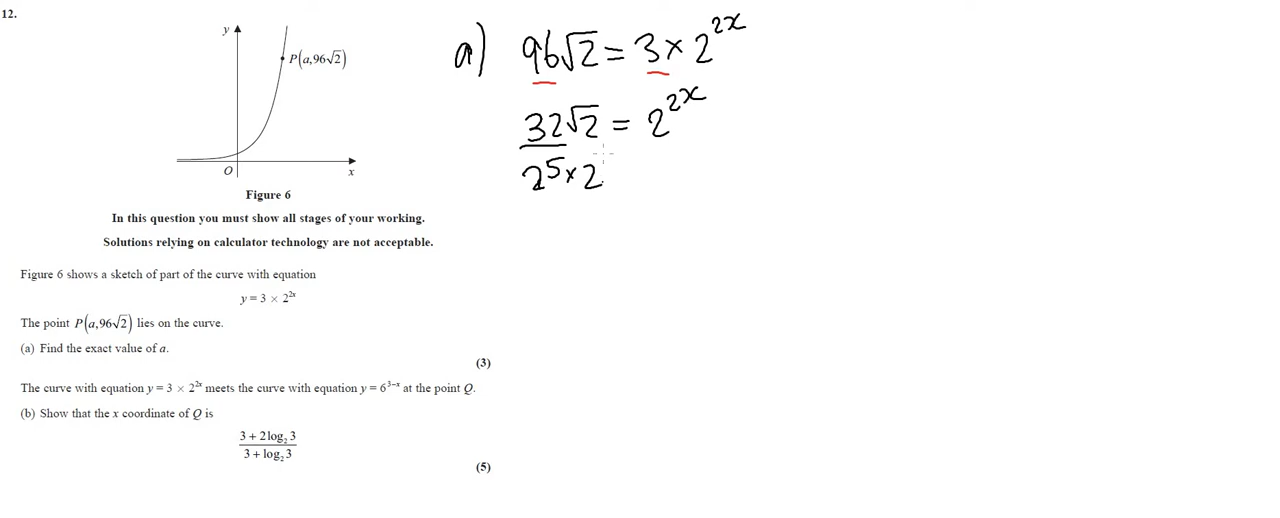 12.
y
P(a,96√2)
O
x
Figure 6
In this question you must show all stages of your working.
Solutions relying on calculator technology are not acceptable.
Figure 6 shows a sketch of part of the curve with equation
y = 3 × 2^{2x}
The point P(a,96√2) lies on the curve.
(a) Find the exact value of a.
(3)
The curve with equation y = 3 × 2^{2x} meets the curve with equation y = 6^{3−x} at the point Q.
(b) Show that the x coordinate of Q is
3 + 2log₂3
3 + log₂3
(5)
a) 96√2 = 3 × 2^{2x}
32√2 = 2^{2x}
2^5 × 2